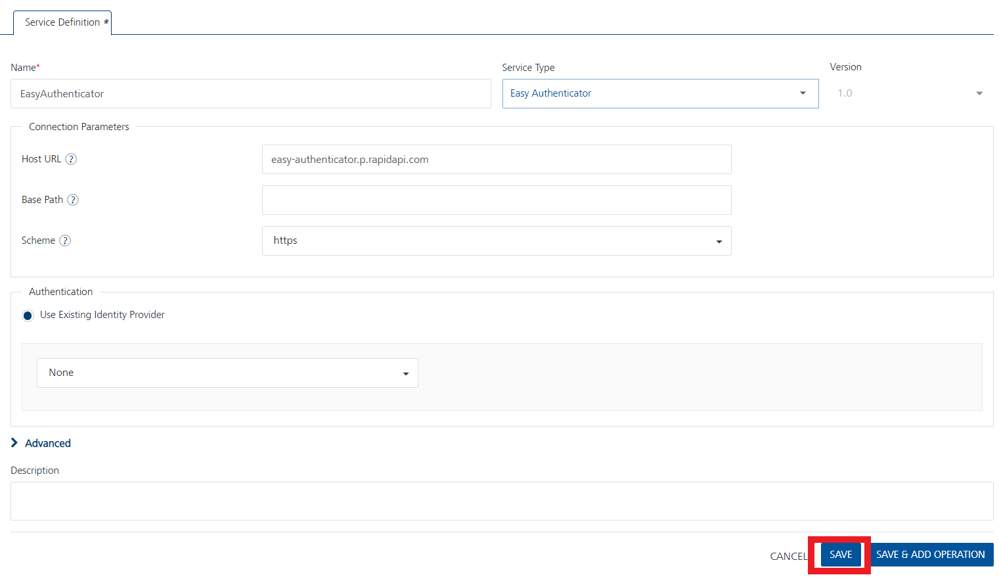 Service Definition *
Name*
Service Type
Version
EasyAuthenticator
Easy Authenticator
1.0
Connection Parameters
Host URL ?
easy-authenticator.p.rapidapi.com
Base Path ?
Scheme ?
https
Authentication
Use Existing Identity Provider
None
Advanced
Description
CANCEL
SAVE
SAVE & ADD OPERATION